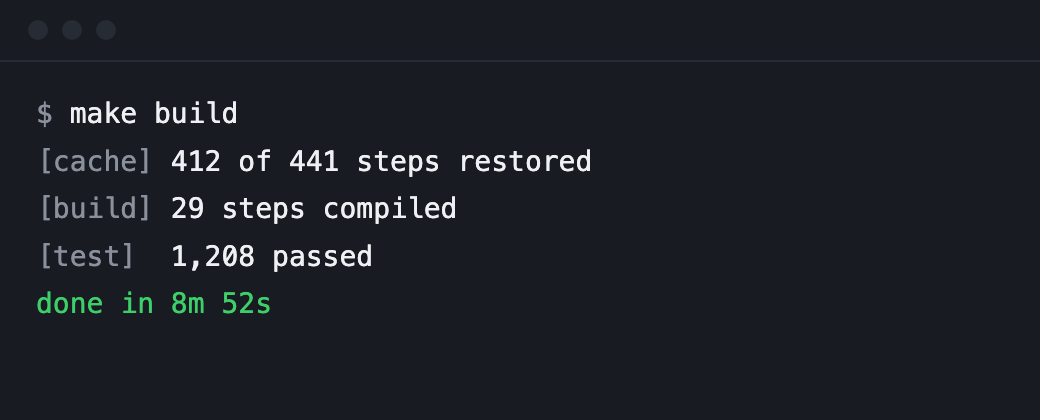 $ make build
[cache] 412 of 441 steps restored
[build] 29 steps compiled
[test]  1,208 passed
done in 8m 52s